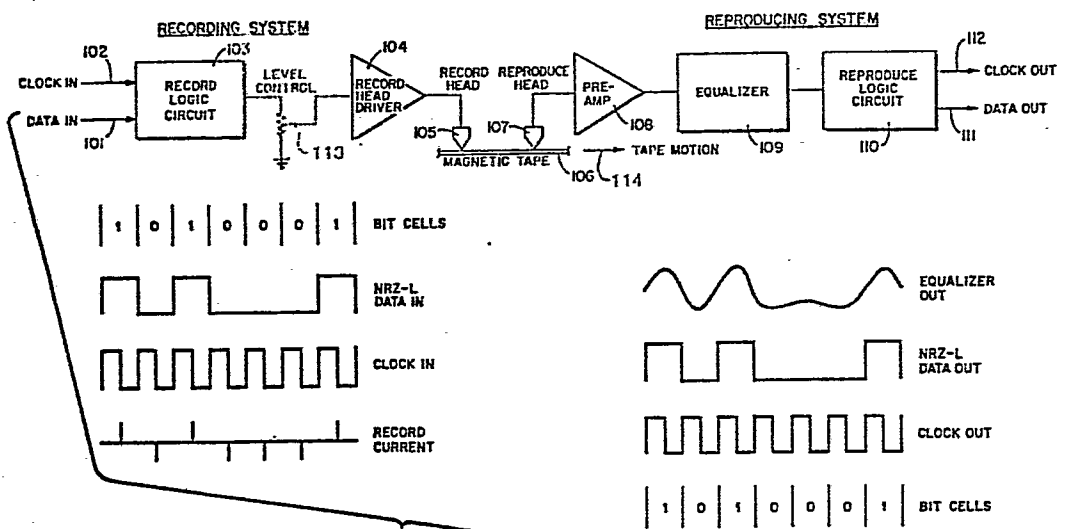 RECORDING SYSTEM
REPRODUCING SYSTEM
102
103
104
112
CLOCK IN
RECORD LOGIC CIRCUIT
LEVEL CONTROL
RECORD HEAD DRIVER
RECORD HEAD
REPRODUCE HEAD
PRE-AMP
EQUALIZER
REPRODUCE LOGIC CIRCUIT
CLOCK OUT
DATA IN
DATA OUT
101
113
105
107
108
109
110
111
MAGNETIC TAPE
TAPE MOTION
106
114
1 0 1 0 0 0 1 BIT CELLS
NRZ-L DATA IN
CLOCK IN
RECORD CURRENT
EQUALIZER OUT
NRZ-L DATA OUT
CLOCK OUT
1 0 1 0 0 0 1 BIT CELLS